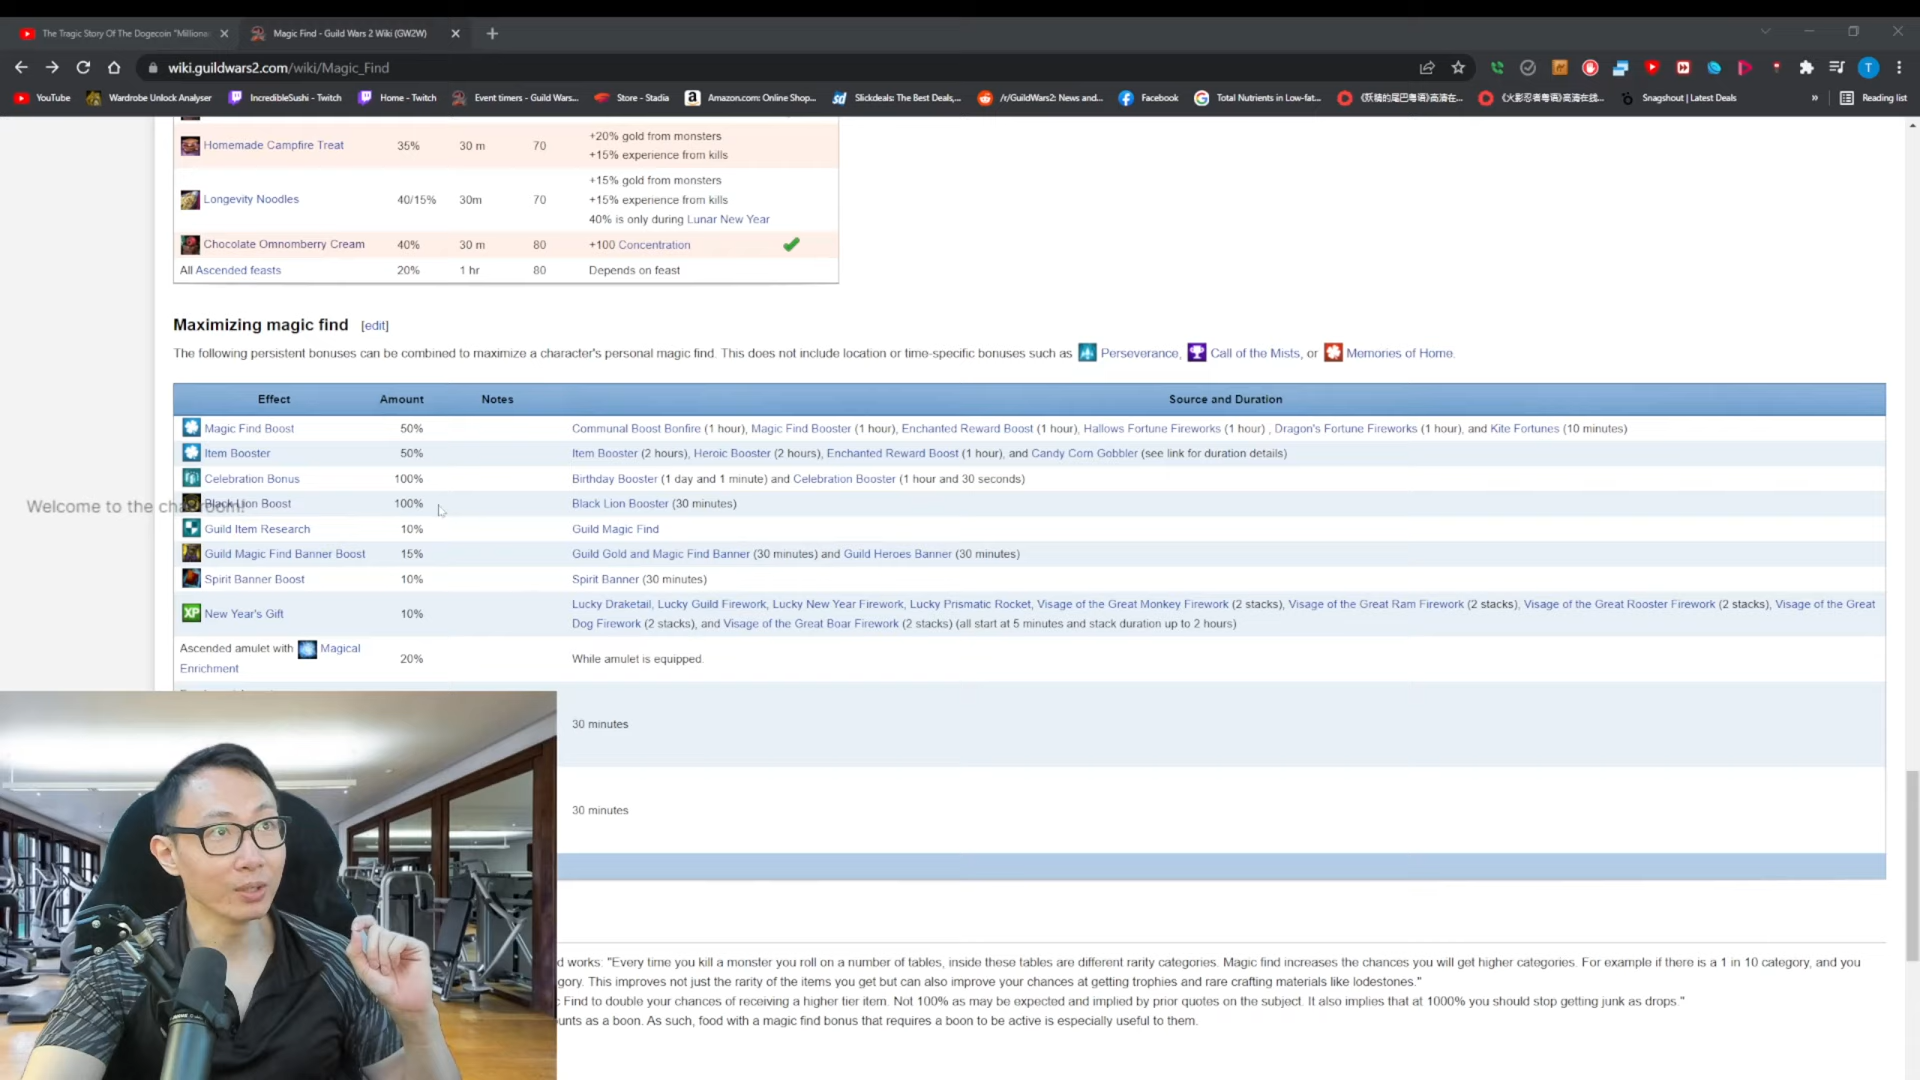 The Tragic Story Of The Dogecoin "Milliona
Magic Find - Guild Wars 2 Wiki (GW2W)
wiki.guildwars2.com/wiki/Magic_Find
T
YouTube
Wardrobe Unlock Analyser
IncredibleSushi - Twitch
Home - Twitch
Event timers - Guild Wars...
Store - Stadia
Amazon.com: Online Shop...
Slickdeals: The Best Deals,...
/r/GuildWars2: News and...
Facebook
Total Nutrients in Low-fat...
《妖精的尾巴粤语》高清在...
《火影忍者粤语》高清在线...
Snagshout | Latest Deals
»
Reading list
Homemade Campfire Treat 35% 30 m 70 +20% gold from monsters
+15% experience from kills
Longevity Noodles 40/15% 30m 70 +15% gold from monsters
+15% experience from kills
40% is only during Lunar New Year
Chocolate Omnomberry Cream 40% 30 m 80 +100 Concentration
All Ascended feasts 20% 1 hr 80 Depends on feast
Maximizing magic find [edit]
The following persistent bonuses can be combined to maximize a character's personal magic find. This does not include location or time-specific bonuses such as Perseverance, Call of the Mists, or Memories of Home.
Effect Amount Notes Source and Duration
Magic Find Boost 50% Communal Boost Bonfire (1 hour), Magic Find Booster (1 hour), Enchanted Reward Boost (1 hour), Hallows Fortune Fireworks (1 hour) , Dragon's Fortune Fireworks (1 hour), and Kite Fortunes (10 minutes)
Item Booster 50% Item Booster (2 hours), Heroic Booster (2 hours), Enchanted Reward Boost (1 hour), and Candy Corn Gobbler (see link for duration details)
Celebration Bonus 100% Birthday Booster (1 day and 1 minute) and Celebration Booster (1 hour and 30 seconds)
Black Lion Boost 100% Black Lion Booster (30 minutes)
Welcome to the chatroom!
Guild Item Research 10% Guild Magic Find
Guild Magic Find Banner Boost 15% Guild Gold and Magic Find Banner (30 minutes) and Guild Heroes Banner (30 minutes)
Spirit Banner Boost 10% Spirit Banner (30 minutes)
XP New Year's Gift 10% Lucky Draketail, Lucky Guild Firework, Lucky New Year Firework, Lucky Prismatic Rocket, Visage of the Great Monkey Firework (2 stacks), Visage of the Great Ram Firework (2 stacks), Visage of the Great Rooster Firework (2 stacks), Visage of the Great
Dog Firework (2 stacks), and Visage of the Great Boar Firework (2 stacks) (all start at 5 minutes and stack duration up to 2 hours)
Ascended amulet with Magical
Enrichment 20% While amulet is equipped.
30 minutes
30 minutes
d works: "Every time you kill a monster you roll on a number of tables, inside these tables are different rarity categories. Magic find increases the chances you will get higher categories. For example if there is a 1 in 10 category, and you
gory. This improves not just the rarity of the items you get but can also improve your chances at getting trophies and rare crafting materials like lodestones."
c Find to double your chances of receiving a higher tier item. Not 100% as may be expected and implied by prior quotes on the subject. It also implies that at 1000% you should stop getting junk as drops."
unts as a boon. As such, food with a magic find bonus that requires a boon to be active is especially useful to them.